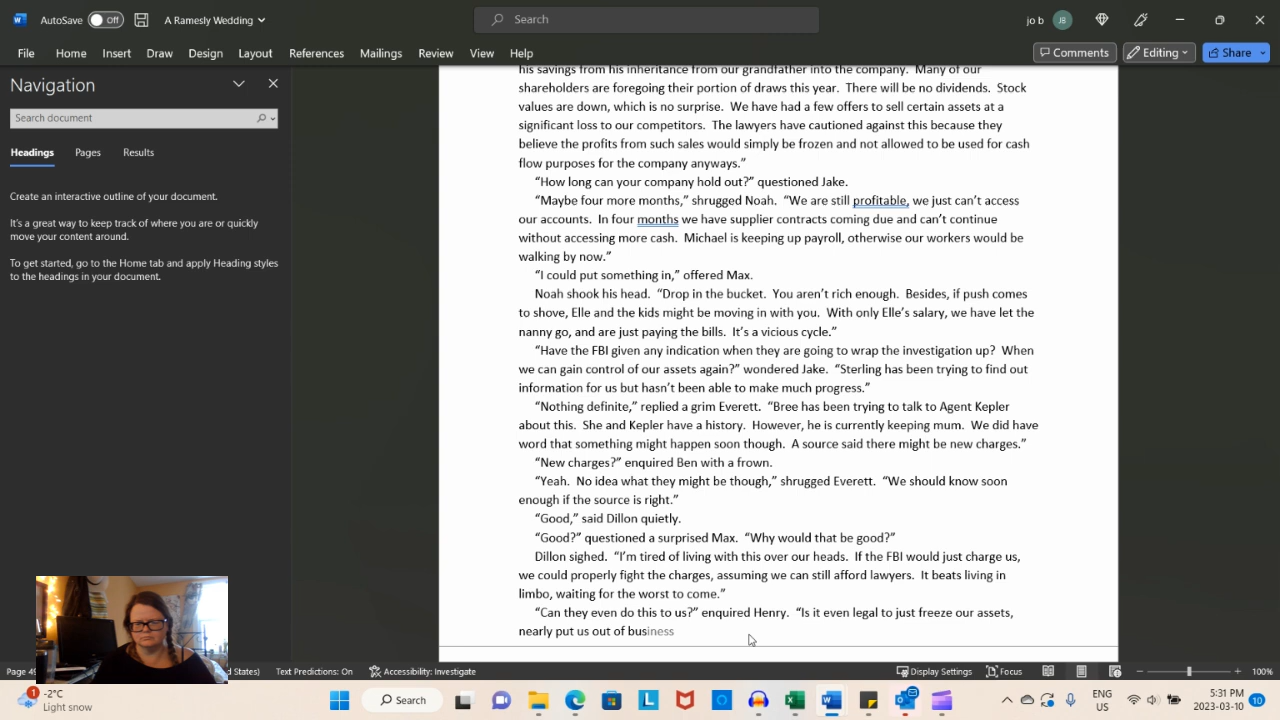 AutoSave Off A Ramesly Wedding Search jo b JB
File Home Insert Draw Design Layout References Mailings Review View Help Comments Editing Share
Navigation
Search document
Headings Pages Results
Create an interactive outline of your document.
It's a great way to keep track of where you are or quickly
move your content around.
To get started, go to the Home tab and apply Heading styles
to the headings in your document.
his savings from his inheritance from our grandfather into the company. Many of our
shareholders are foregoing their portion of draws this year. There will be no dividends. Stock
values are down, which is no surprise. We have had a few offers to sell certain assets at a
significant loss to our competitors. The lawyers have cautioned against this because they
believe the profits from such sales would simply be frozen and not allowed to be used for cash
flow purposes for the company anyways.”
“How long can your company hold out?” questioned Jake.
“Maybe four more months,” shrugged Noah. “We are still profitable, we just can’t access
our accounts. In four months we have supplier contracts coming due and can’t continue
without accessing more cash. Michael is keeping up payroll, otherwise our workers would be
walking by now.”
“I could put something in,” offered Max.
Noah shook his head. “Drop in the bucket. You aren’t rich enough. Besides, if push comes
to shove, Elle and the kids might be moving in with you. With only Elle’s salary, we have let the
nanny go, and are just paying the bills. It’s a vicious cycle.”
“Have the FBI given any indication when they are going to wrap the investigation up? When
we can gain control of our assets again?” wondered Jake. “Sterling has been trying to find out
information for us but hasn’t been able to make much progress.”
“Nothing definite,” replied a grim Everett. “Bree has been trying to talk to Agent Kepler
about this. She and Kepler have a history. However, he is currently keeping mum. We did have
word that something might happen soon though. A source said there might be new charges.”
“New charges?” enquired Ben with a frown.
“Yeah. No idea what they might be though,” shrugged Everett. “We should know soon
enough if the source is right.”
“Good,” said Dillon quietly.
“Good?” questioned a surprised Max. “Why would that be good?”
Dillon sighed. “I’m tired of living with this over our heads. If the FBI would just charge us,
we could properly fight the charges, assuming we can still afford lawyers. It beats living in
limbo, waiting for the worst to come.”
“Can they even do this to us?” enquired Henry. “Is it even legal to just freeze our assets,
nearly put us out of business
States) Text Predictions: On Accessibility: Investigate Display Settings Focus 100%
1 -2°C
Light snow
Search
ENG
US
5:31 PM
2023-03-10
10